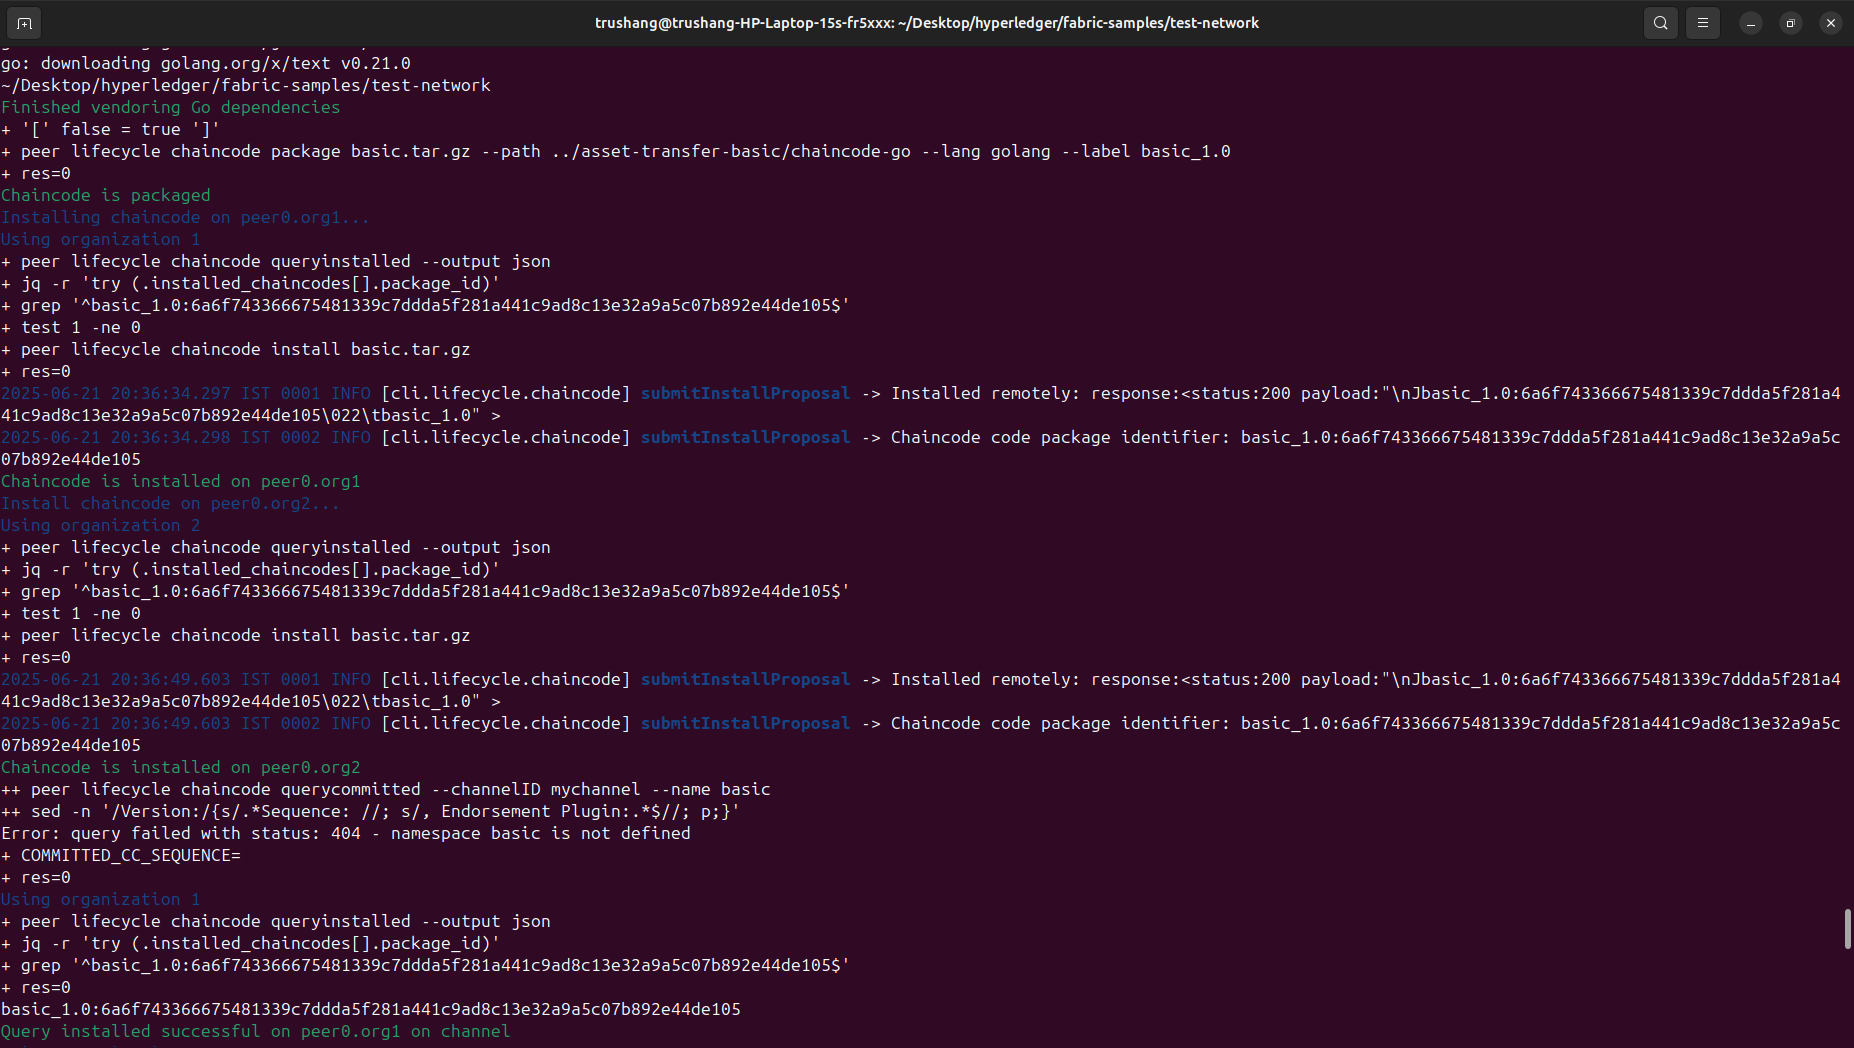 trushang@trushang-HP-Laptop-15s-fr5xxx: ~/Desktop/hyperledger/fabric-samples/test-network
go: downloading golang.org/x/text v0.21.0
~/Desktop/hyperledger/fabric-samples/test-network
Finished vendoring Go dependencies
+ '[' false = true ']'
+ peer lifecycle chaincode package basic.tar.gz --path ../asset-transfer-basic/chaincode-go --lang golang --label basic_1.0
+ res=0
Chaincode is packaged
Installing chaincode on peer0.org1...
Using organization 1
+ peer lifecycle chaincode queryinstalled --output json
+ jq -r 'try (.installed_chaincodes[].package_id)'
+ grep '^basic_1.0:6a6f743366675481339c7ddda5f281a441c9ad8c13e32a9a5c07b892e44de105$'
+ test 1 -ne 0
+ peer lifecycle chaincode install basic.tar.gz
+ res=0
2025-06-21 20:36:34.297 IST 0001 INFO [cli.lifecycle.chaincode] submitInstallProposal -> Installed remotely: response:<status:200 payload:"\nJbasic_1.0:6a6f743366675481339c7ddda5f281a4
41c9ad8c13e32a9a5c07b892e44de105\022\tbasic_1.0" >
2025-06-21 20:36:34.298 IST 0002 INFO [cli.lifecycle.chaincode] submitInstallProposal -> Chaincode code package identifier: basic_1.0:6a6f743366675481339c7ddda5f281a441c9ad8c13e32a9a5c
07b892e44de105
Chaincode is installed on peer0.org1
Install chaincode on peer0.org2...
Using organization 2
+ peer lifecycle chaincode queryinstalled --output json
+ jq -r 'try (.installed_chaincodes[].package_id)'
+ grep '^basic_1.0:6a6f743366675481339c7ddda5f281a441c9ad8c13e32a9a5c07b892e44de105$'
+ test 1 -ne 0
+ peer lifecycle chaincode install basic.tar.gz
+ res=0
2025-06-21 20:36:49.603 IST 0001 INFO [cli.lifecycle.chaincode] submitInstallProposal -> Installed remotely: response:<status:200 payload:"\nJbasic_1.0:6a6f743366675481339c7ddda5f281a4
41c9ad8c13e32a9a5c07b892e44de105\022\tbasic_1.0" >
2025-06-21 20:36:49.603 IST 0002 INFO [cli.lifecycle.chaincode] submitInstallProposal -> Chaincode code package identifier: basic_1.0:6a6f743366675481339c7ddda5f281a441c9ad8c13e32a9a5c
07b892e44de105
Chaincode is installed on peer0.org2
++ peer lifecycle chaincode querycommitted --channelID mychannel --name basic
++ sed -n '/Version:/{s/.*Sequence: //; s/, Endorsement Plugin:.*$//; p;}'
Error: query failed with status: 404 - namespace basic is not defined
+ COMMITTED_CC_SEQUENCE=
+ res=0
Using organization 1
+ peer lifecycle chaincode queryinstalled --output json
+ jq -r 'try (.installed_chaincodes[].package_id)'
+ grep '^basic_1.0:6a6f743366675481339c7ddda5f281a441c9ad8c13e32a9a5c07b892e44de105$'
+ res=0
basic_1.0:6a6f743366675481339c7ddda5f281a441c9ad8c13e32a9a5c07b892e44de105
Query installed successful on peer0.org1 on channel